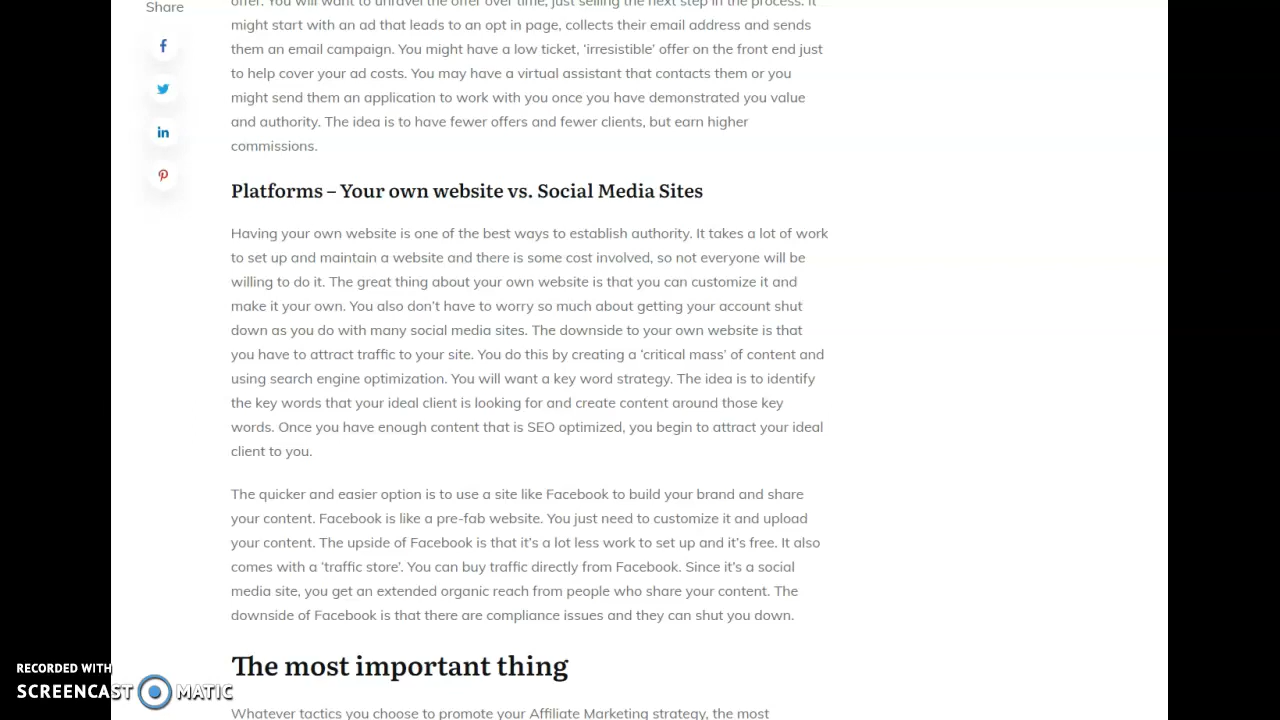 Share
offer. You will want to unravel the offer over time, just selling the next step in the process. It
might start with an ad that leads to an opt in page, collects their email address and sends
them an email campaign. You might have a low ticket, ‘irresistible’ offer on the front end just
to help cover your ad costs. You may have a virtual assistant that contacts them or you
might send them an application to work with you once you have demonstrated you value
and authority. The idea is to have fewer offers and fewer clients, but earn higher
commissions.
Platforms – Your own website vs. Social Media Sites
Having your own website is one of the best ways to establish authority. It takes a lot of work
to set up and maintain a website and there is some cost involved, so not everyone will be
willing to do it. The great thing about your own website is that you can customize it and
make it your own. You also don’t have to worry so much about getting your account shut
down as you do with many social media sites. The downside to your own website is that
you have to attract traffic to your site. You do this by creating a ‘critical mass’ of content and
using search engine optimization. You will want a key word strategy. The idea is to identify
the key words that your ideal client is looking for and create content around those key
words. Once you have enough content that is SEO optimized, you begin to attract your ideal
client to you.
The quicker and easier option is to use a site like Facebook to build your brand and share
your content. Facebook is like a pre-fab website. You just need to customize it and upload
your content. The upside of Facebook is that it’s a lot less work to set up and it’s free. It also
comes with a ‘traffic store’. You can buy traffic directly from Facebook. Since it’s a social
media site, you get an extended organic reach from people who share your content. The
downside of Facebook is that there are compliance issues and they can shut you down.
The most important thing
Whatever tactics you choose to promote your Affiliate Marketing strategy, the most
RECORDED WITH
SCREENCAST MATIC